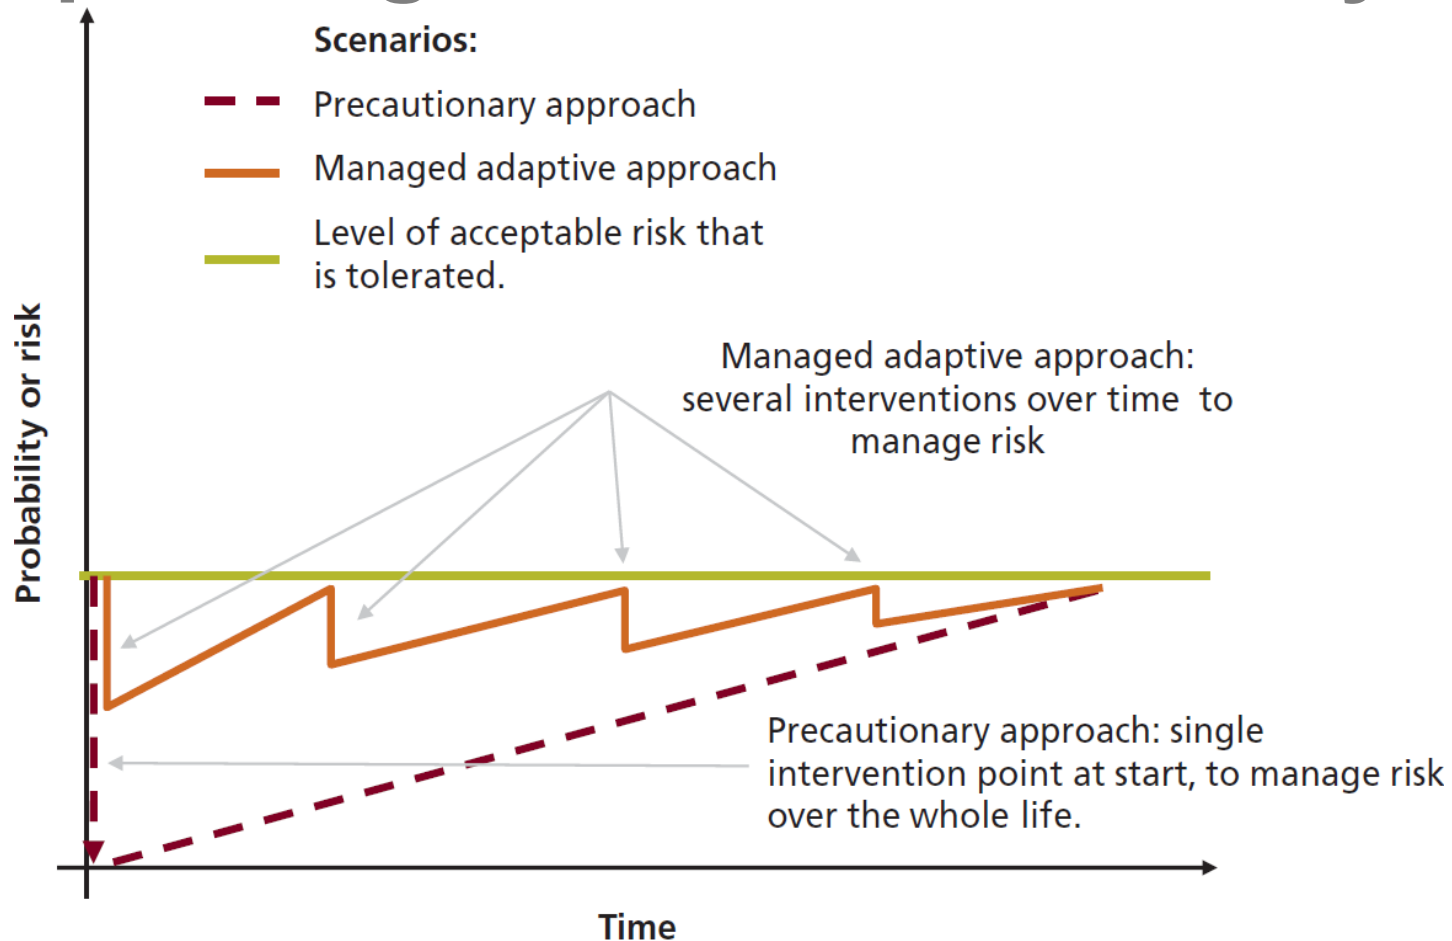 Scenarios:
Precautionary approach
Managed adaptive approach
Level of acceptable risk that
is tolerated.
Probability or risk
Managed adaptive approach:
several interventions over time to
manage risk
Precautionary approach: single
intervention point at start, to manage risk
over the whole life.
Time